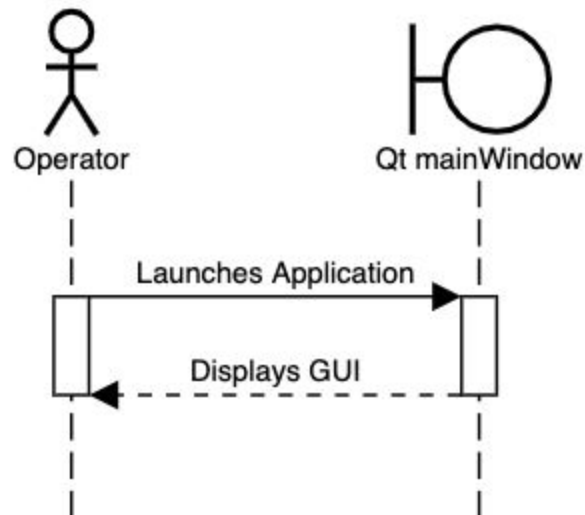 Operator
Qt mainWindow
Launches Application
Displays GUI